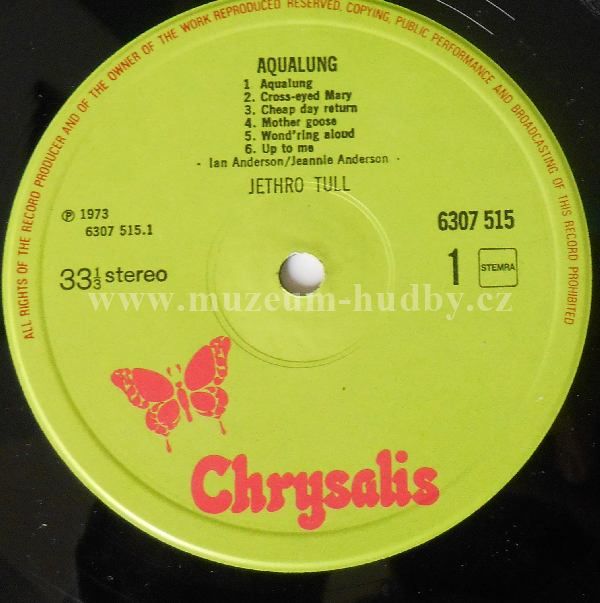 ALL RIGHTS OF THE RECORD PRODUCER AND OF THE OWNER OF THE WORK REPRODUCED RESERVED, COPYING, PUBLIC PERFORMANCE AND BROADCASTING OF THIS RECORD PROHIBITED
AQUALUNG
1 Aqualung
2. Cross-eyed Mary
3. Cheap day return
4. Mother goose
5. Wond'ring aloud
6. Up to me
- Ian Anderson/Jeannie Anderson -
JETHRO TULL
℗ 1973
6307 515.1
6307 515
33⅓ stereo
1
STEMRA
www.muzeum-hudby.cz
Chrysalis